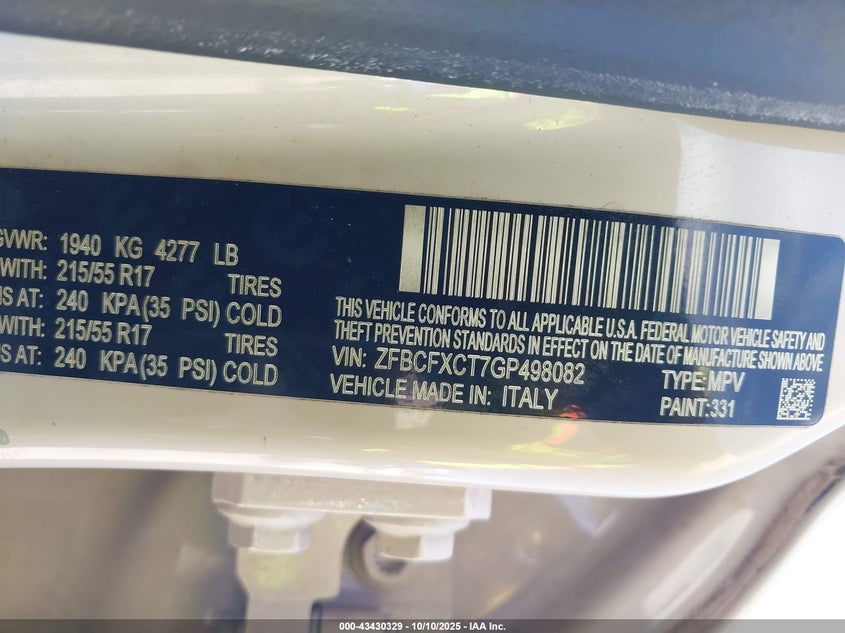 GVWR: 1940 KG 4277 LB
WITH: 215/55 R17 TIRES
AT: 240 KPA(35 PSI) COLD
WITH: 215/55 R17 TIRES
AT: 240 KPA(35 PSI) COLD
THIS VEHICLE CONFORMS TO ALL APPLICABLE U.S.A. FEDERAL MOTOR VEHICLE SAFETY AND
THEFT PREVENTION STANDARDS IN EFFECT ON THE DATE OF MANUFACTURE SHOWN ABOVE
VIN: ZFBCFXCT7GP498082 TYPE:MPV
VEHICLE MADE IN: ITALY PAINT:331
000-43430329 - 10/10/2025 - IAA Inc.